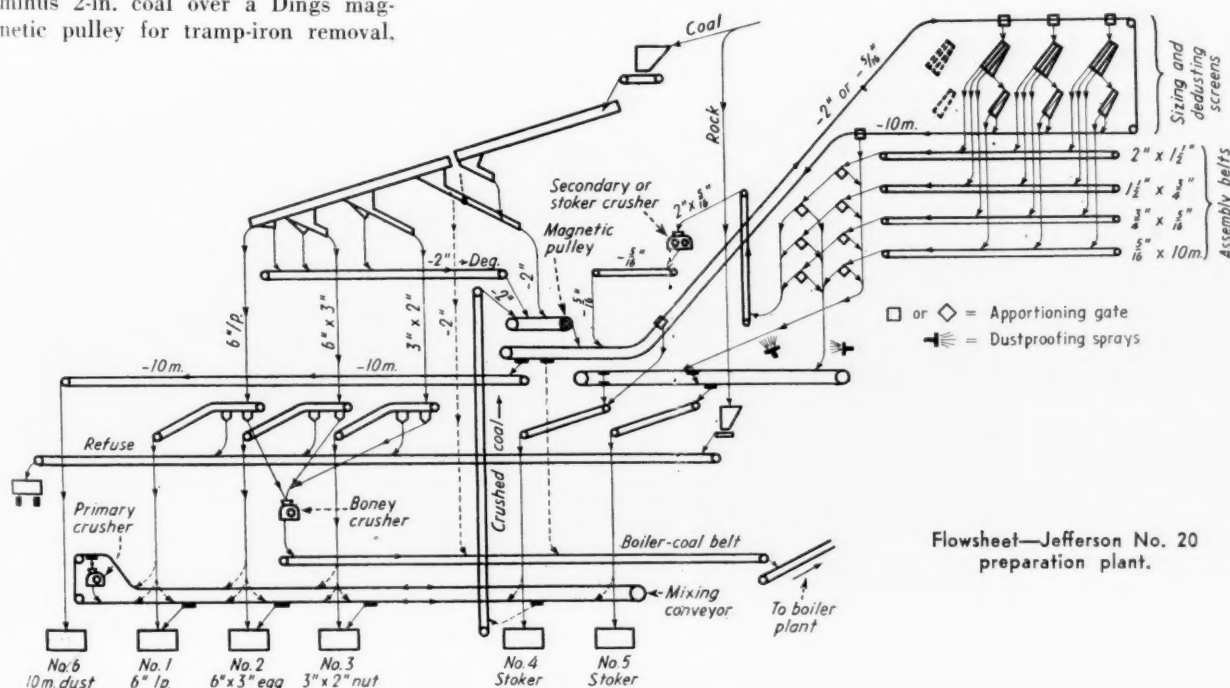 minus 2-in. coal over a Dings mag-
netic pulley for tramp-iron removal,
Coal
Rock
-2" or -5/16"
-10m.
Sizing and
dedusting
screens
2" x 1½"
1½" x ¾"
¾" x 5/16"
5/16" x 10m.
Assembly belts
Secondary or
stoker crusher
2" x 5/16"
Magnetic
pulley
-5/16"
-2" Deg.
-2"
-2"
-2"
-5/16"
6" lp.
6" x 3"
3" x 2"
□ or ◇ = Apportioning gate
= Dustproofing sprays
-10m.
-10m.
Crushed coal
Refuse
Primary
crusher
Boney
crusher
Boiler-coal belt
Mixing
conveyor
To boiler
plant
Flowsheet—Jefferson No. 20
preparation plant.
No. 6
10m. dust
No. 1
6" lp.
No. 2
6" x 3" egg
No. 3
3" x 2" nut
No. 4
Stoker
No. 5
Stoker